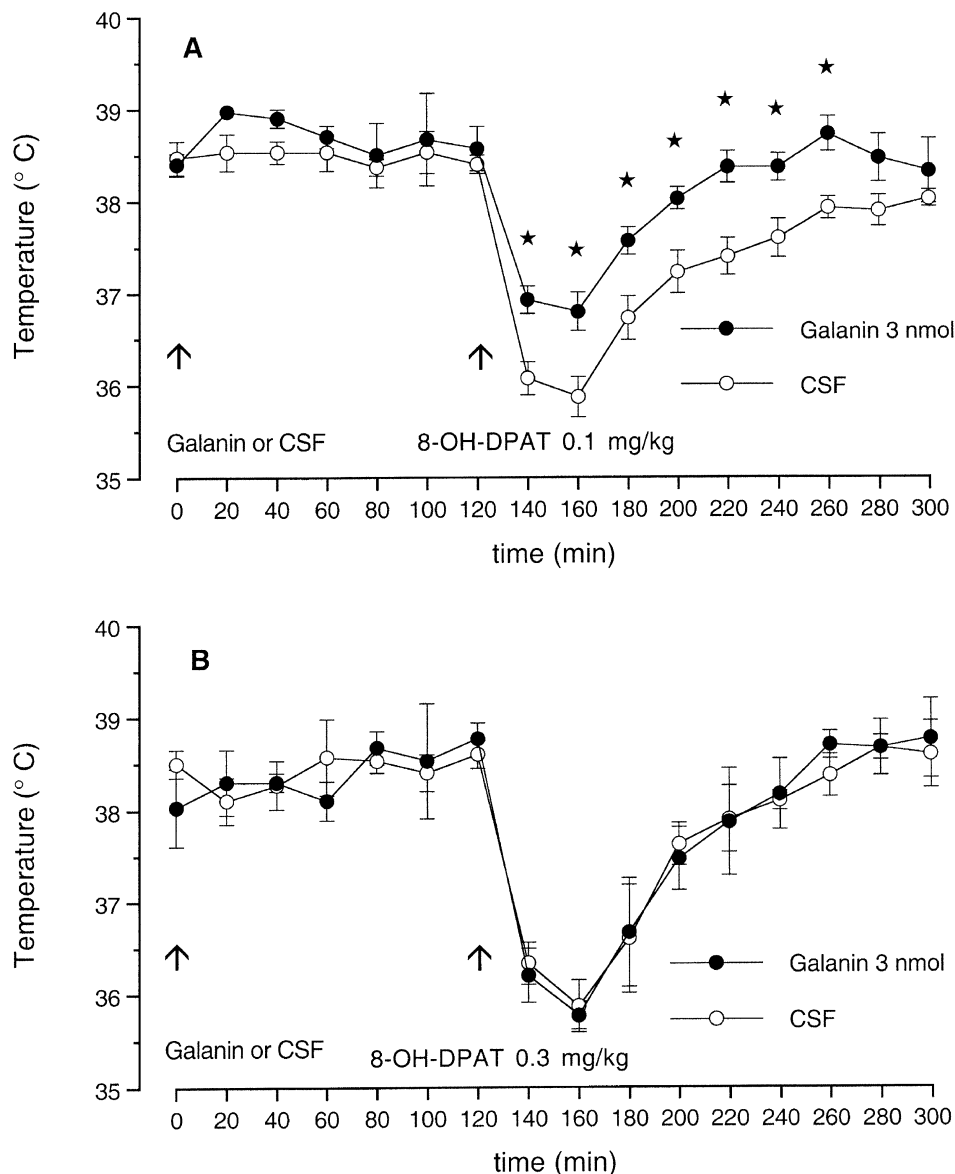 40
A
39
38
37
36
35
Temperature (° C)
Galanin 3 nmol
CSF
Galanin or CSF
8-OH-DPAT 0.1 mg/kg
0 20 40 60 80 100 120 140 160 180 200 220 240 260 280 300
time (min)
40
B
39
38
37
36
35
Temperature (° C)
Galanin 3 nmol
CSF
Galanin or CSF
8-OH-DPAT 0.3 mg/kg
0 20 40 60 80 100 120 140 160 180 200 220 240 260 280 300
time (min)